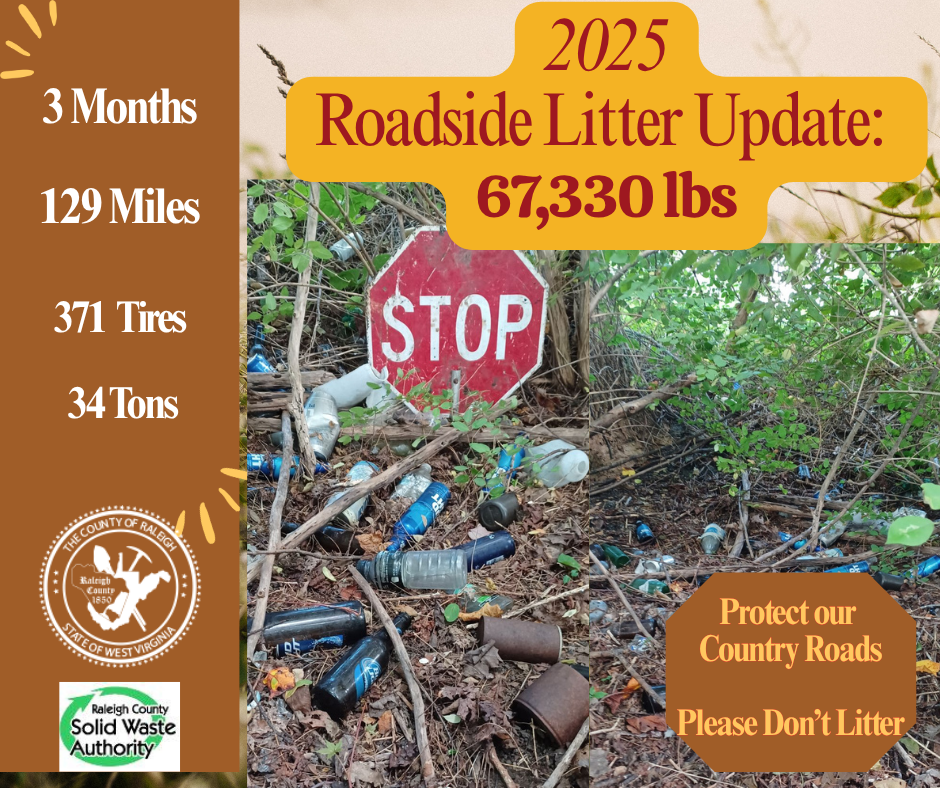 2025
Roadside Litter Update:
67,330 lbs
3 Months
129 Miles
371 Tires
34 Tons
THE COUNTY OF RALEIGH
Raleigh
County
1850
STATE OF WEST VIRGINIA
Raleigh County
Solid Waste
Authority
STOP
Protect our
Country Roads
Please Don't Litter